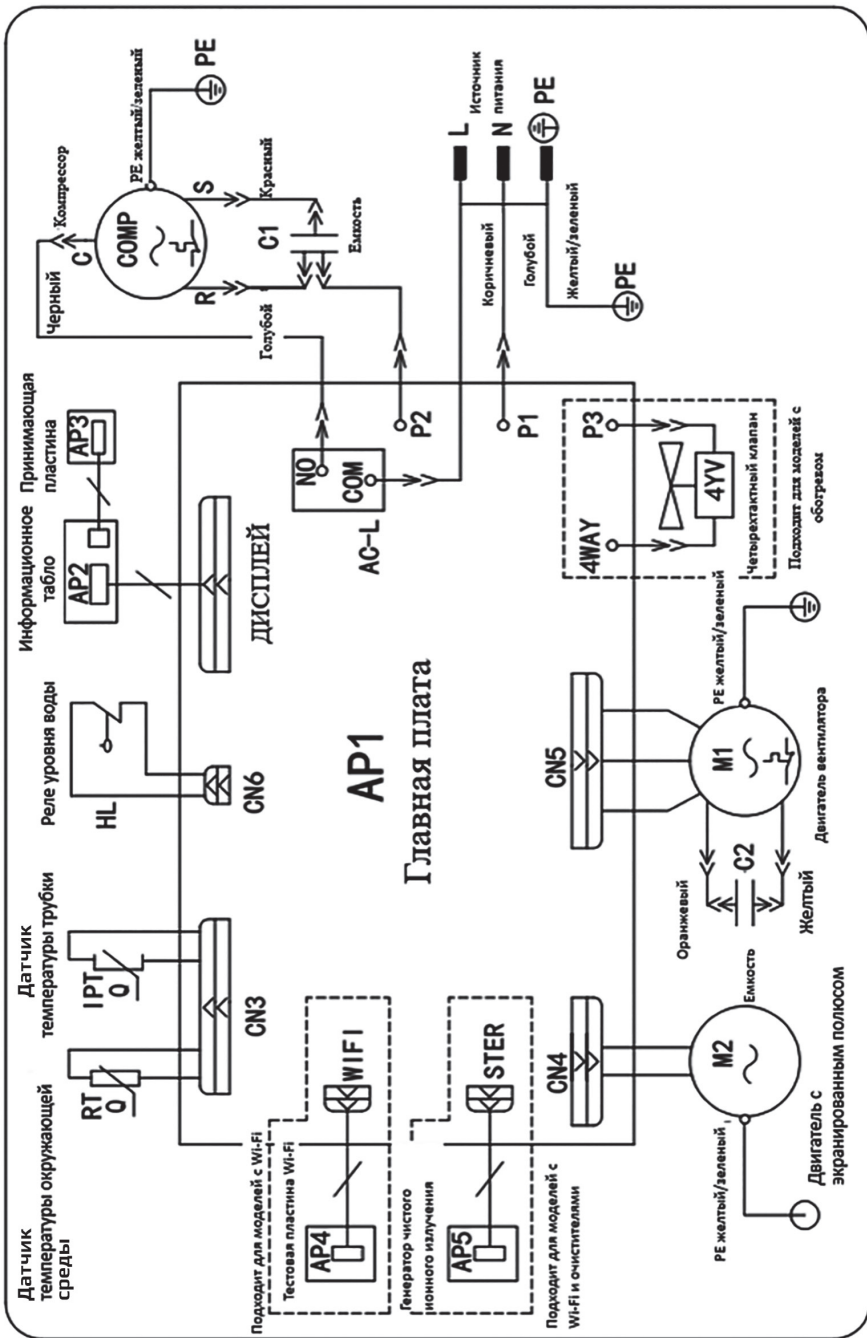 Датчик
температуры окружающей
среды
RT
Q
Датчик
температуры трубки
IPT
Q
CN3
Реле уровня воды
HL
CN6
Информационное
табло
AP2
Принимающая
пластина
AP3
ДИСПЛЕЙ
Черный
Компрессор
C
COMP
R
S
PE желтый/зеленый
PE
Красный
C1
Емкость
Голубой
NO
COM
AC-L
P2
P1
L
Источник
N
питания
PE
Коричневый
Голубой
Желтый/зеленый
PE
AP1
Главная плата
Подходит для моделей с Wi-Fi
Тестовая пластина Wi-Fi
AP4
WIFI
Генератор чистого
ионного излучения
AP5
STER
Подходит для моделей с
Wi-Fi и очистителями
CN4
M2
PE желтый/зеленый
Двигатель с
экранированным полюсом
CN5
M1
Оранжевый
C2
Емкость
Желтый
Двигатель вентилятора
PE желтый/зеленый
4WAY
P3
4YV
Четырехтактный клапан
Подходит для моделей с
обогревом